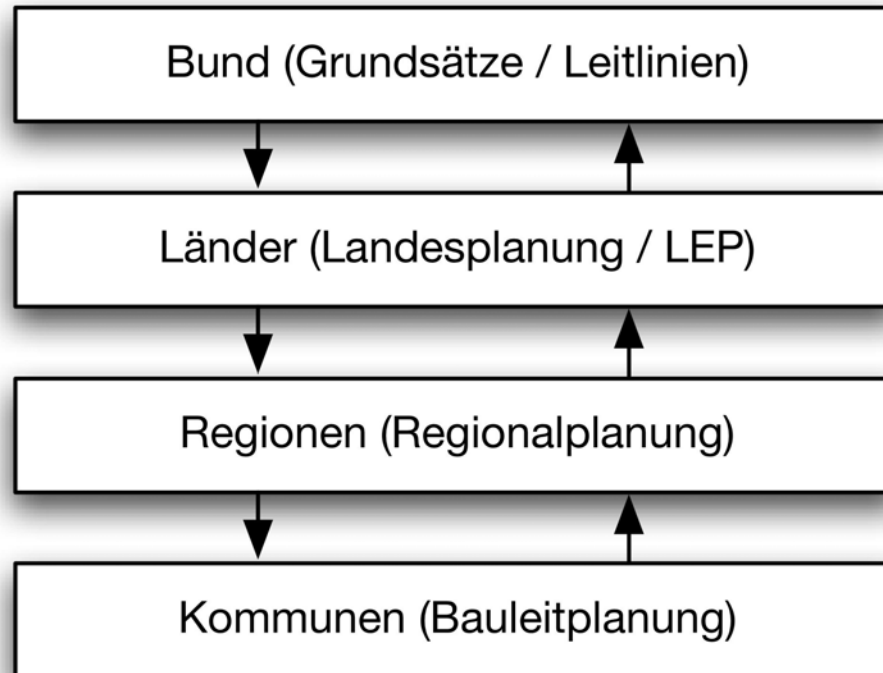 Bund (Grundsätze / Leitlinien)
Länder (Landesplanung / LEP)
Regionen (Regionalplanung)
Kommunen (Bauleitplanung)